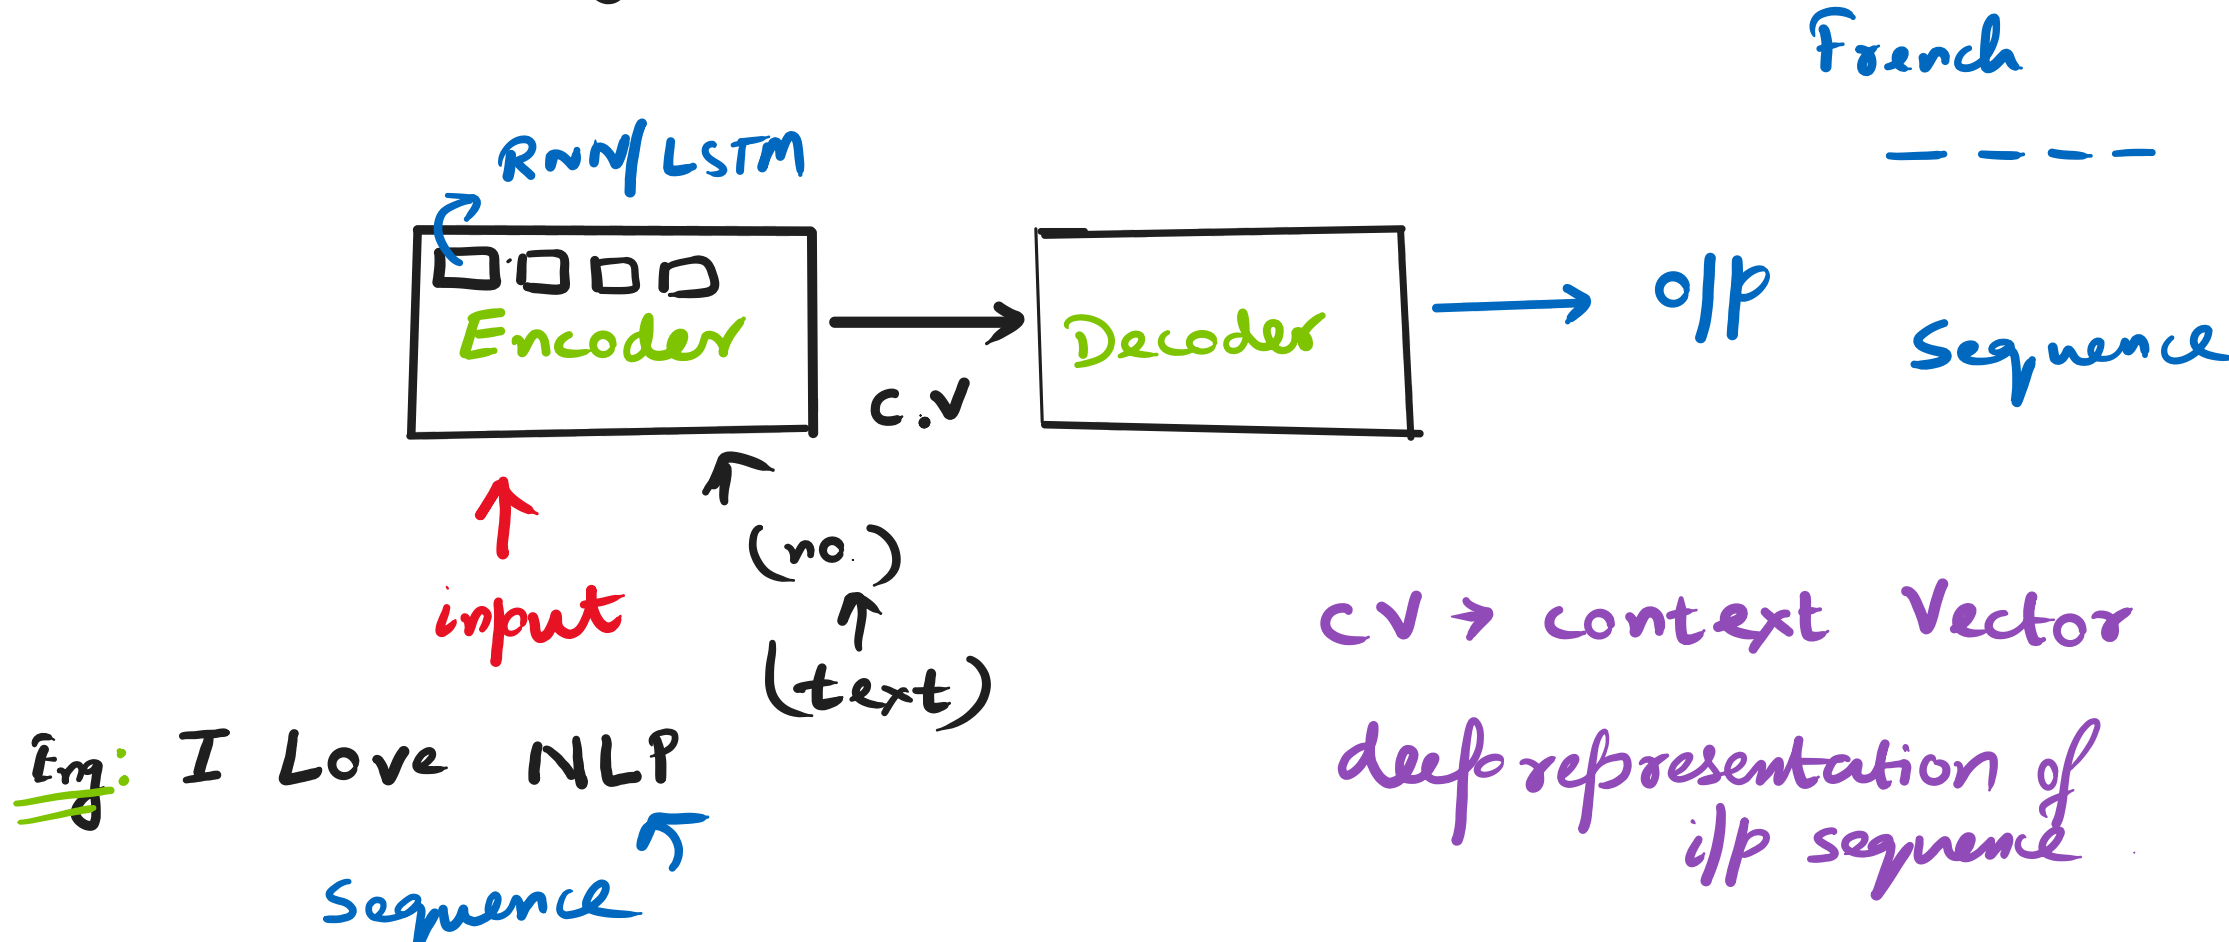 French
RNN/LSTM
Encoder
Decoder
o/p
Sequence
C.V
(no.)
input
(text)
CV → context Vector
Eng: I Love NLP
deep representation of
i/p sequence
Sequence